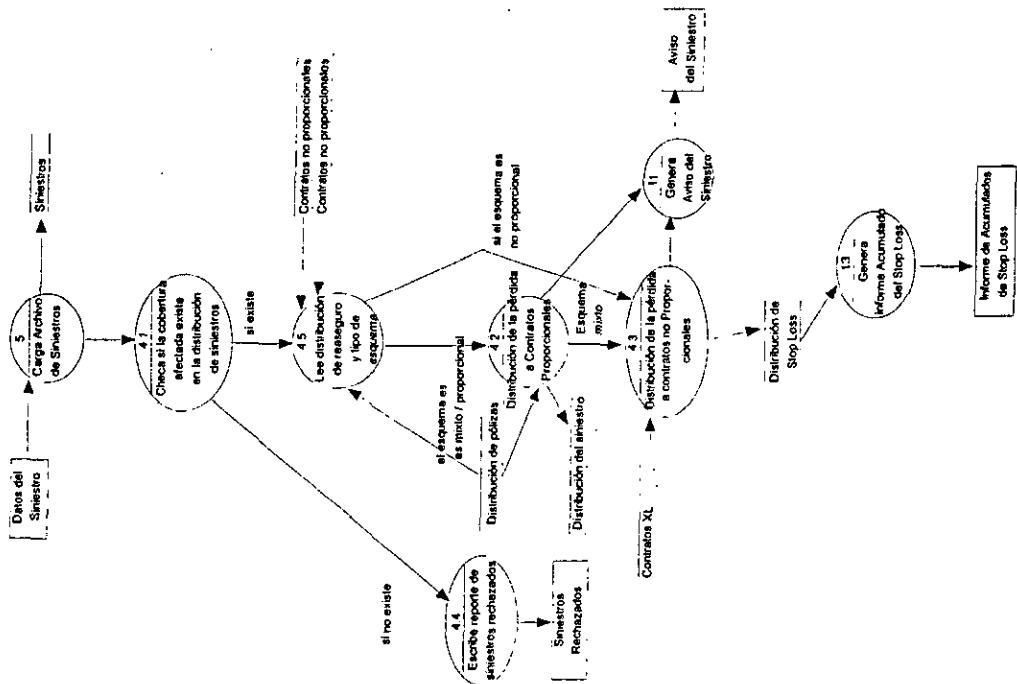 Datos del
Siniestro
5
Carga Archivo
de Siniestros
Siniestros
4.1
Checa si la cobertura
afectada existe
en la distribución
de siniestros
si existe
si no existe
4.4
Escribe reporte de
siniestros rechazados
Siniestros
Rechazados
Contratos no proporcionales
Contratos no proporcionales
4.5
Lee distribución
de reaseguro
y tipo de
esquema
si el esquema es
no proporcional
si el esquema es
es mixto / proporcional
Distribución de pólizas
4.2
Distribución de la pérdida
a Contratos
Proporcionales
Esquema
mixto
Distribución del siniestro
Contratos XL
4.3
Distribución de la pérdida
a contratos no Propor-
cionales
11
Genera
Aviso del
Siniestro
Aviso
del Siniestro
Distribución de
Stop Loss
13
Genera
informe Acumulado
del Stop Loss
Informe de Acumulados
de Stop Loss